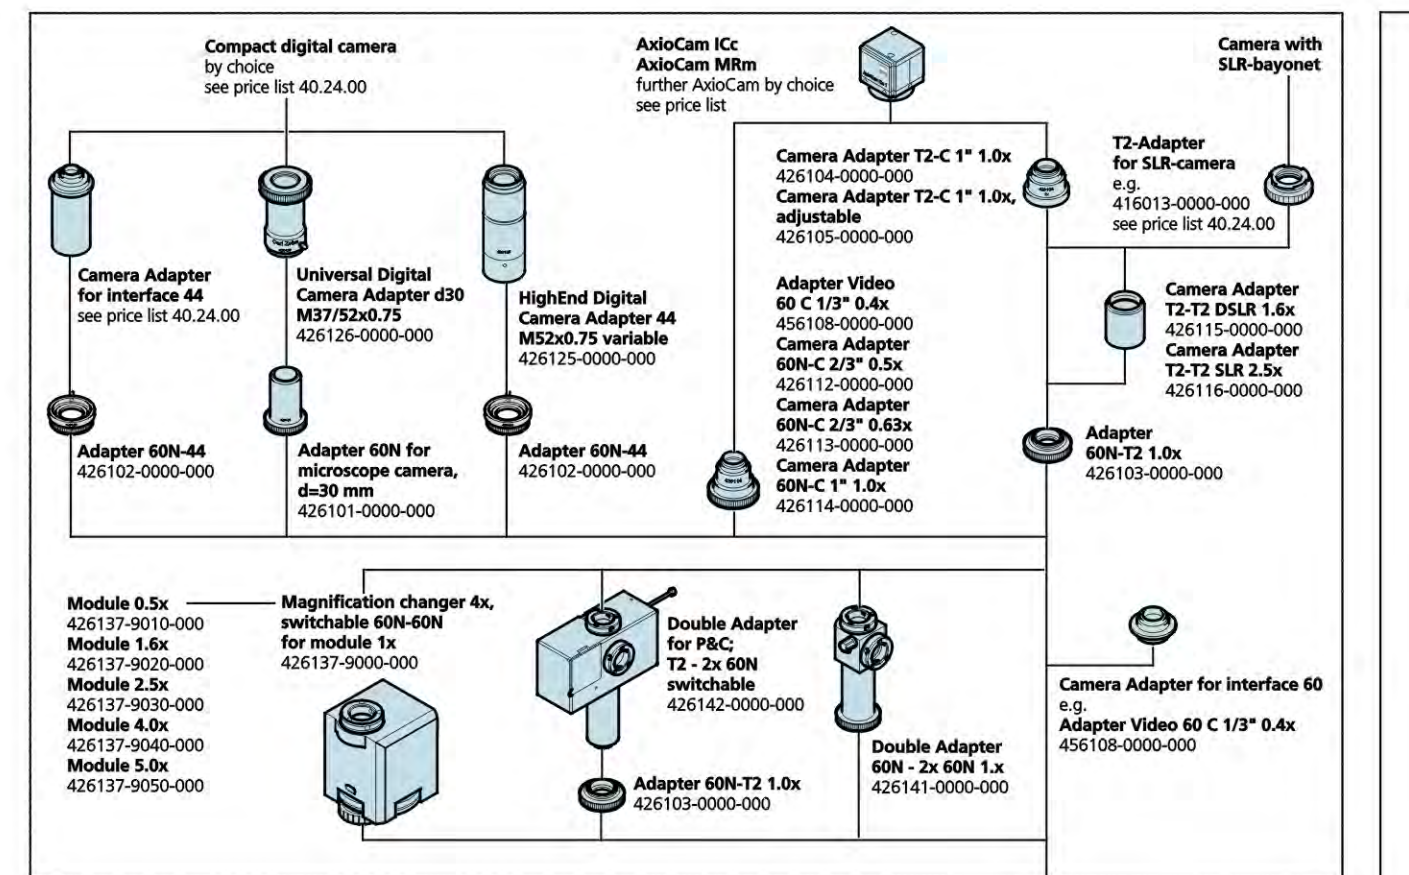 Compact digital camera
by choice
see price list 40.24.00
AxioCam ICc
AxioCam MRm
further AxioCam by choice
see price list
Camera with
SLR-bayonet
Camera Adapter T2-C 1" 1.0x
426104-0000-000
Camera Adapter T2-C 1" 1.0x,
adjustable
426105-0000-000
T2-Adapter
for SLR-camera
e.g.
416013-0000-000
see price list 40.24.00
Camera Adapter
for interface 44
see price list 40.24.00
Universal Digital
Camera Adapter d30
M37/52x0.75
426126-0000-000
HighEnd Digital
Camera Adapter 44
M52x0.75 variable
426125-0000-000
Adapter Video
60 C 1/3" 0.4x
456108-0000-000
Camera Adapter
60N-C 2/3" 0.5x
426112-0000-000
Camera Adapter
60N-C 2/3" 0.63x
426113-0000-000
Camera Adapter
60N-C 1" 1.0x
426114-0000-000
Camera Adapter
T2-T2 DSLR 1.6x
426115-0000-000
Camera Adapter
T2-T2 SLR 2.5x
426116-0000-000
Adapter 60N-44
426102-0000-000
Adapter 60N for
microscope camera,
d=30 mm
426101-0000-000
Adapter 60N-44
426102-0000-000
Adapter
60N-T2 1.0x
426103-0000-000
Module 0.5x
426137-9010-000
Module 1.6x
426137-9020-000
Module 2.5x
426137-9030-000
Module 4.0x
426137-9040-000
Module 5.0x
426137-9050-000
Magnification changer 4x,
switchable 60N-60N
for module 1x
426137-9000-000
Double Adapter
for P&C;
T2 - 2x 60N
switchable
426142-0000-000
Adapter 60N-T2 1.0x
426103-0000-000
Double Adapter
60N - 2x 60N 1.x
426141-0000-000
Camera Adapter for interface 60
e.g.
Adapter Video 60 C 1/3" 0.4x
456108-0000-000